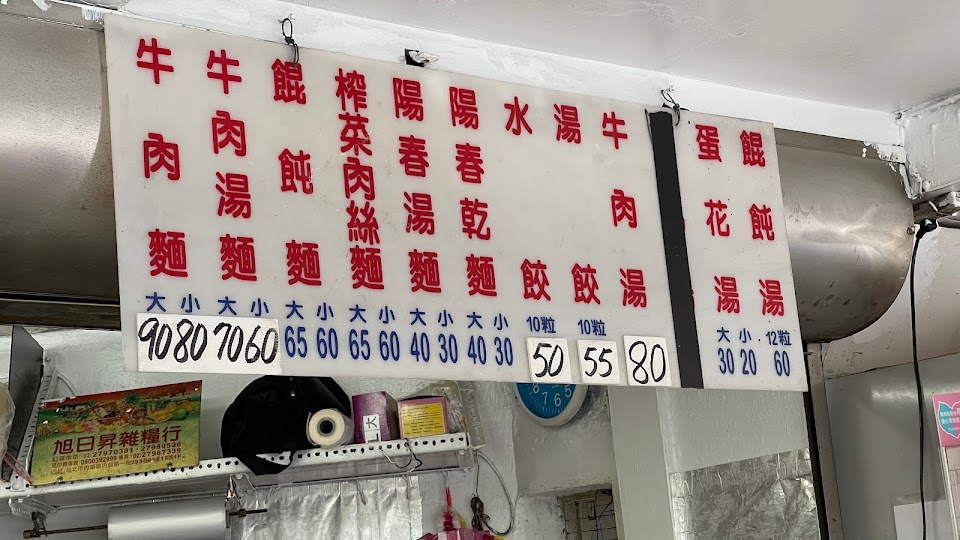 牛肉麵
大 小
90 80
牛肉湯麵
大 小
70 60
餛飩麵
大 小
65 60
榨菜肉絲麵
大 小
65 60
陽春湯麵
大 小
40 30
陽春乾麵
大 小
40 30
水餃
10粒
50
湯餃
10粒
55
牛肉湯
80
蛋花湯
大 小
30 20
餛飩湯
12粒
60
旭日昇雜糧行
27970381 27989536
0800392999
27987339